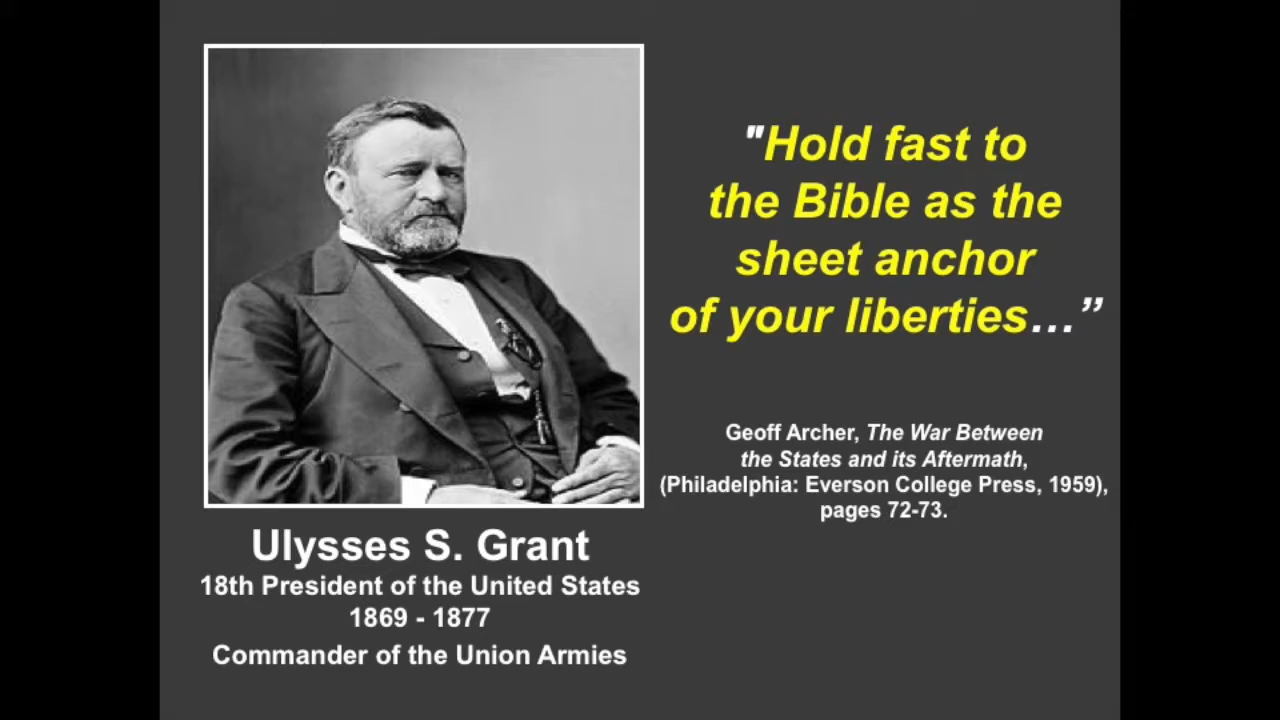 "Hold fast to
the Bible as the
sheet anchor
of your liberties…”
Geoff Archer, The War Between
the States and its Aftermath,
(Philadelphia: Everson College Press, 1959),
pages 72-73.
Ulysses S. Grant
18th President of the United States
1869 - 1877
Commander of the Union Armies